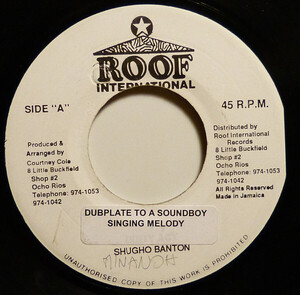 ROOF
INTERNATIONAL
SIDE "A"
45 R.P.M.
Produced &
Arranged by
Courtney Cole
8 Little Buckfield
Shop #2
Ocho Rios
Telephone: 974-1053
974-1042
Distributed by
Roof International
Records
8 Little Buckfield
Shop #2
Ocho Rios
Telephone: 974-1053
974-1042
All Rights Reserved
Made in Jamaica
DUBPLATE TO A SOUNDBOY
SINGING MELODY
SHUGHO BANTON
UNAUTHORISED COPY OF THIS WORK IS PROHIBITED